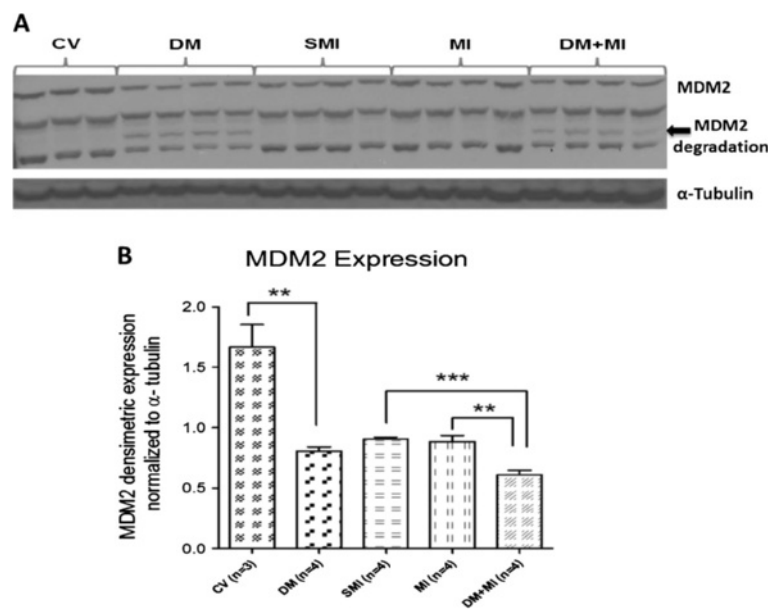 A
CV DM SMI MI DM+MI
MDM2
MDM2
degradation
α-Tubulin
B
MDM2 Expression
MDM2 densimetric expression
normalized to α- tubulin
2.0
1.5
1.0
0.5
0.0
**
***
**
CV (n=3) DM (n=4) SMI (n=4) MI (n=4) DM+MI (n=4)